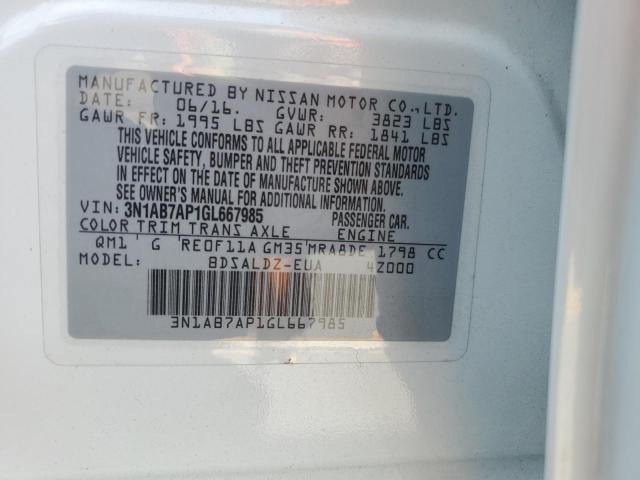 MANUFACTURED BY NISSAN MOTOR CO.,LTD.
DATE: 06/16. GVWR: 3823 LBS
GAWR FR: 1995 LBS GAWR RR: 1841 LBS
THIS VEHICLE CONFORMS TO ALL APPLICABLE FEDERAL MOTOR
VEHICLE SAFETY, BUMPER AND THEFT PREVENTION STANDARDS
IN EFFECT ON THE DATE OF MANUFACTURE SHOWN ABOVE.
SEE OWNER'S MANUAL FOR ADDITIONAL INFORMATION.
VIN: 3N1AB7AP1GL667985 PASSENGER CAR.
COLOR TRIM TRANS AXLE ENGINE
QM1 G RE0F11A GM35 MRA8DE 1798 CC
MODEL: BDSALDZ-EUA 4Z000
3N1AB7AP1GL667985